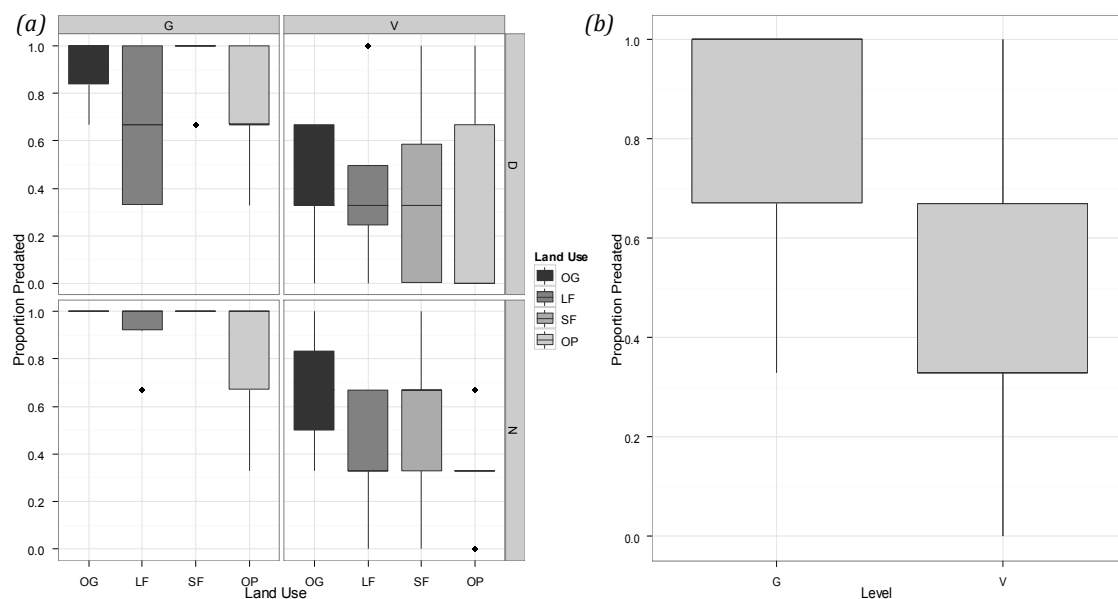 (a)
G V
Proportion Predated
1.0
0.8
0.6
0.4
0.2
0.0
D
1.0
0.8
0.6
0.4
0.2
0.0
N
OG LF SF OP OG LF SF OP
Land Use
Land Use
OG
LF
SF
OP
(b)
Proportion Predated
1.0
0.8
0.6
0.4
0.2
0.0
G V
Level